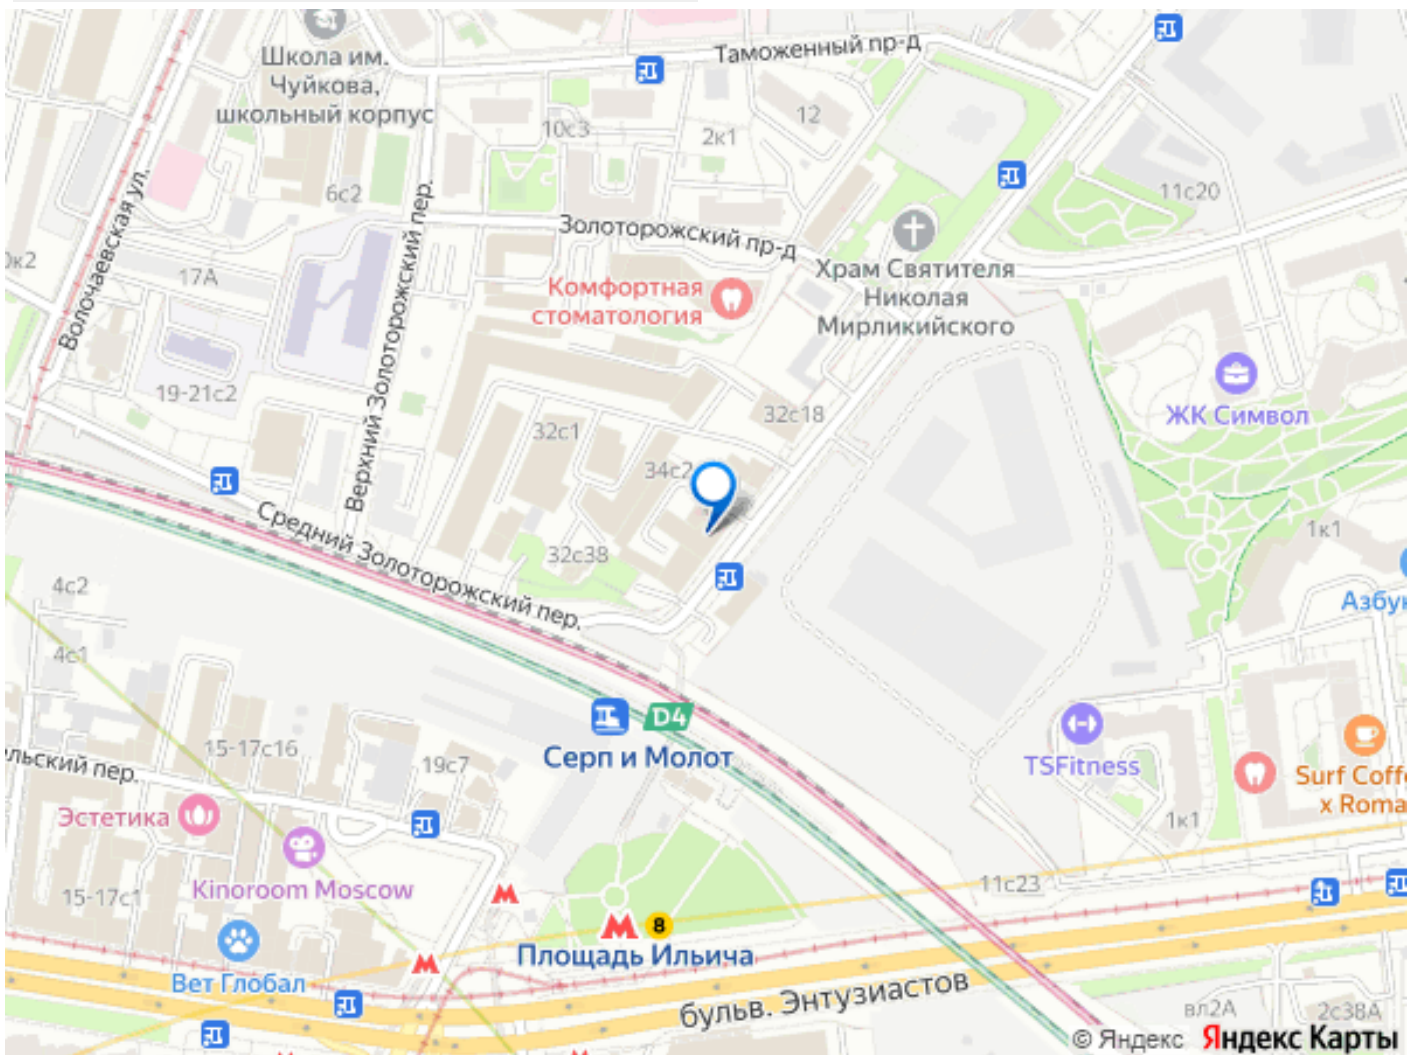 Таможенный пр-д
Школа им.
Чуйкова,
школьный корпус
12
10с3
2к1
6с2
11с20
Волочаевская ул.
Верхний Золоторожский пер.
Золоторожский пр-д
Храм Святителя
Николая
Мирликийского
17А
Комфортная
стоматология
19-21с2
32с18
ЖК Символ
32с1
34с2
Средний Золоторожский пер.
32с38
1к1
4с2
Азбу
4с1
D4
Серп и Молот
15-17с16
19с7
ельский пер.
TSFitness
Surf Coff
x Roma
Эстетика
1к1
Kinoroom Moscow
15-17с1
11с23
М
М
8
Площадь Ильича
М
Вет Глобал
бульв. Энтузиастов
вл2А
2с38А
© Яндекс Яндекс Карты